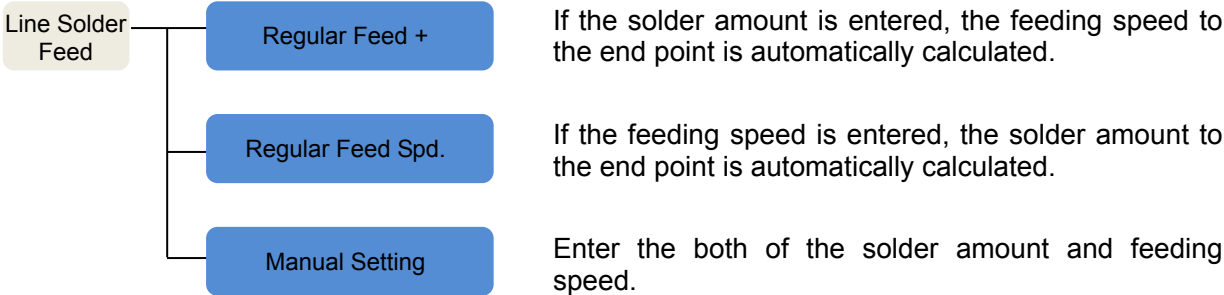 Line Solder
Feed
Regular Feed +
If the solder amount is entered, the feeding speed to
the end point is automatically calculated.
Regular Feed Spd.
If the feeding speed is entered, the solder amount to
the end point is automatically calculated.
Manual Setting
Enter the both of the solder amount and feeding
speed.